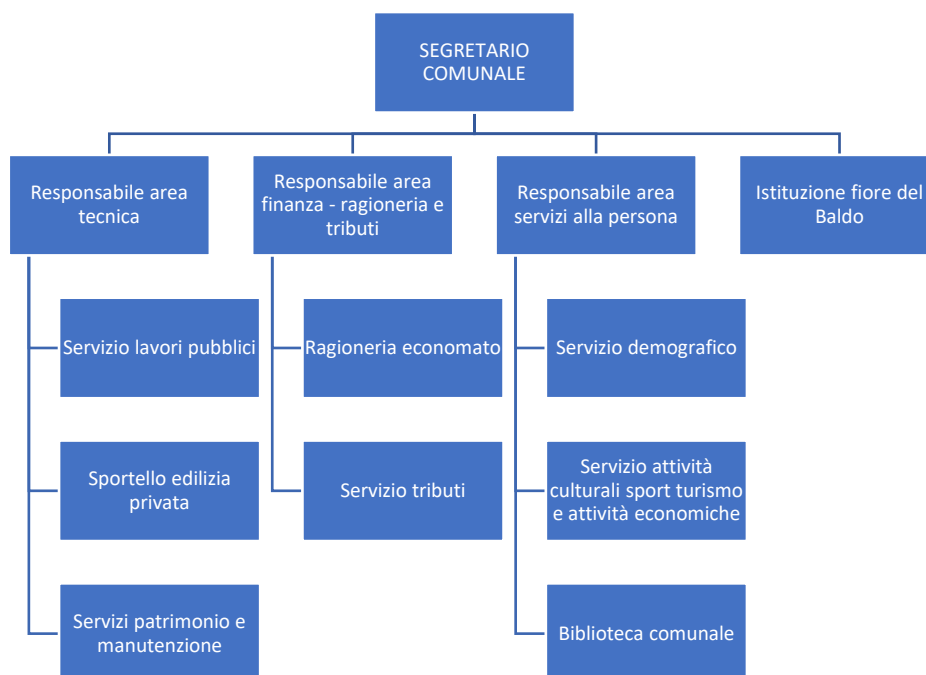 SEGRETARIO
COMUNALE
Responsabile area
tecnica
Responsabile area
finanza - ragioneria e
tributi
Responsabile area
servizi alla persona
Istituzione fiore del
Baldo
Servizio lavori pubblici
Ragioneria economato
Servizio demografico
Sportello edilizia
privata
Servizio tributi
Servizio attività
culturali sport turismo
e attività economiche
Servizi patrimonio e
manutenzione
Biblioteca comunale